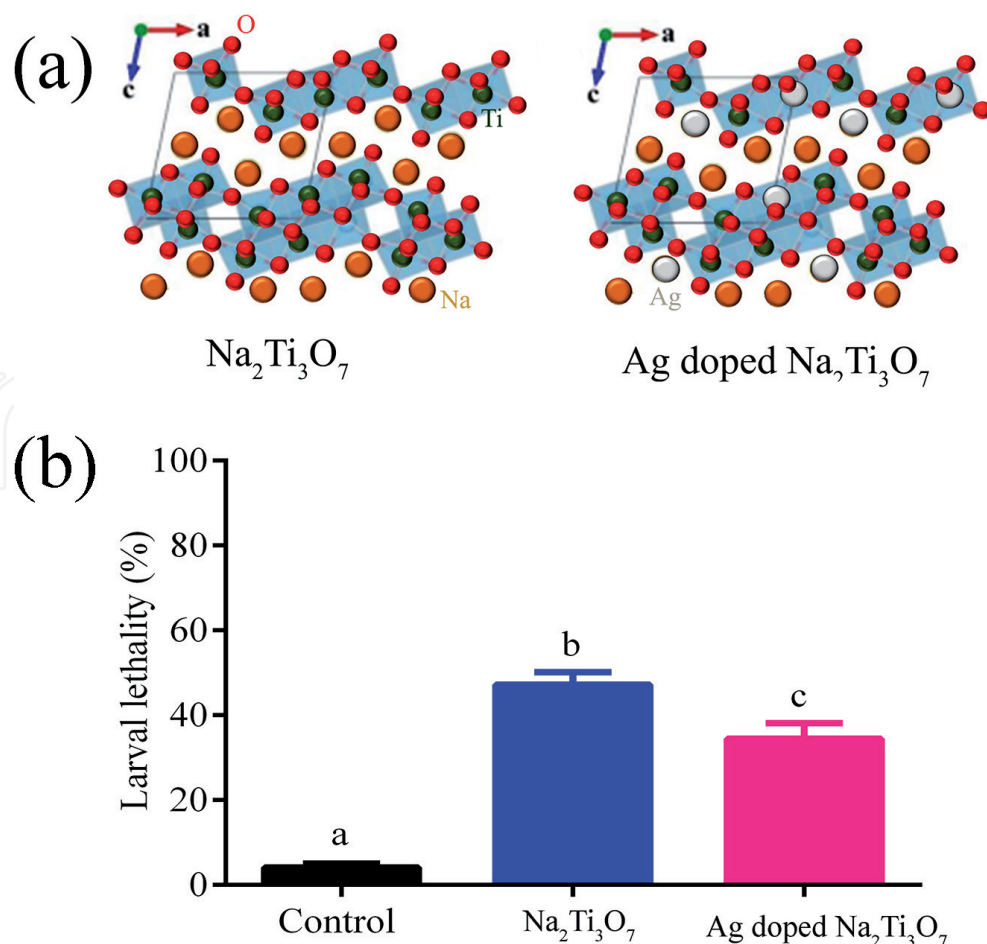 (a)
a
c
O
Ti
Na
Na₂Ti₃O₇
a
c
Ag
Ag doped Na₂Ti₃O₇
(b)
Larval lethality (%)
100
80
60
40
20
0
a
b
c
Control
Na₂Ti₃O₇
Ag doped Na₂Ti₃O₇